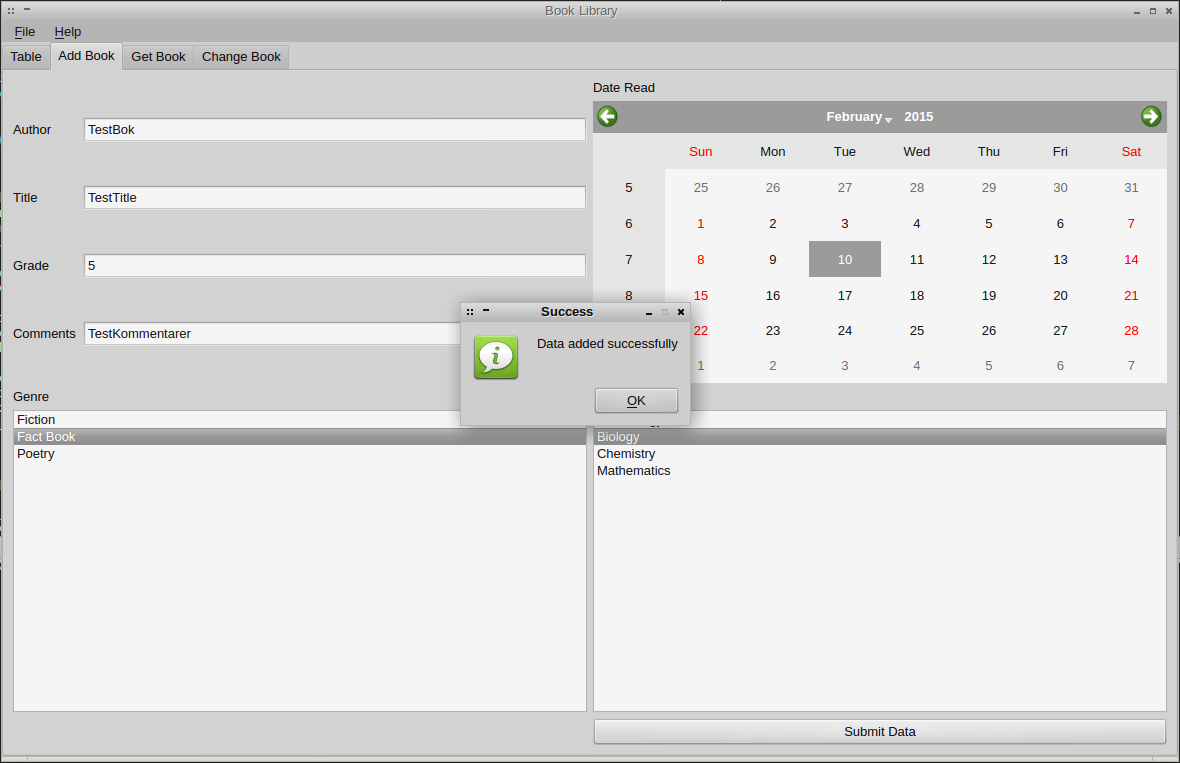 Book Library
File Help
Table Add Book Get Book Change Book
Date Read
February 2015
Author TestBok
Sun Mon Tue Wed Thu Fri Sat
5 25 26 27 28 29 30 31
Title TestTitle
6 1 2 3 4 5 6 7
Grade 5
7 8 9 10 11 12 13 14
8 15 16 17 18 19 20 21
Success
Data added successfully
OK
Comments TestKommentarer
22 23 24 25 26 27 28
1 2 3 4 5 6 7
Genre
Fiction
Fact Book
Poetry
Biology
Chemistry
Mathematics
Submit Data